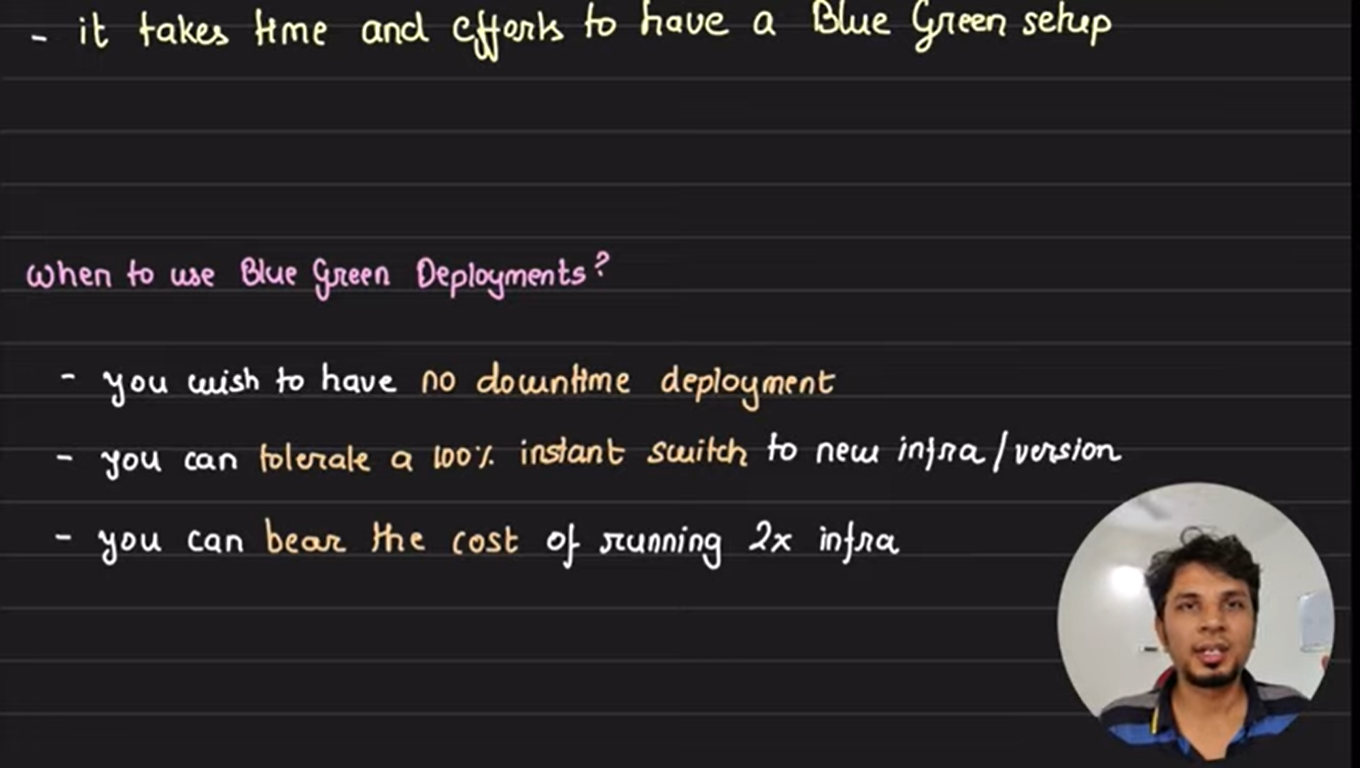 - it takes time and efforts to have a Blue Green setup
When to use Blue Green Deployments?
- you wish to have no downtime deployment
- you can tolerate a 100% instant switch to new infra/version
- you can bear the cost of running 2x infra